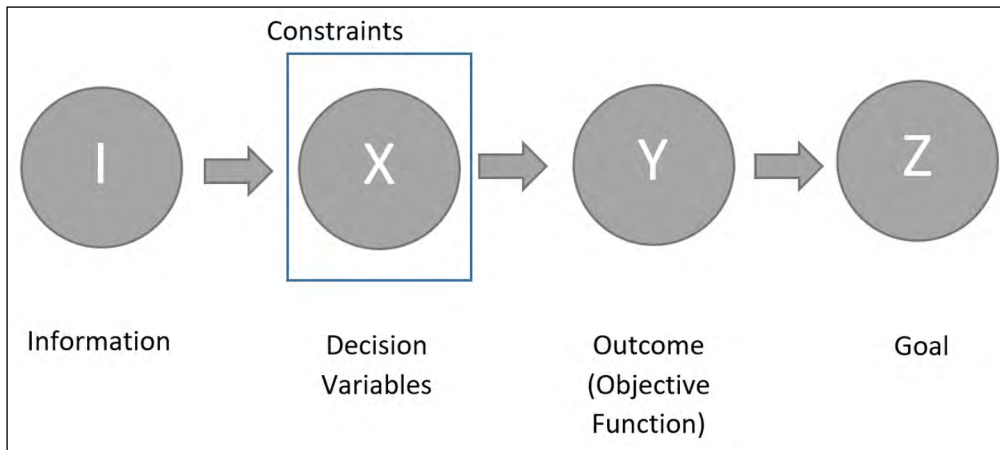 Constraints
I
X
Y
Z
Information
Decision
Variables
Outcome
(Objective
Function)
Goal